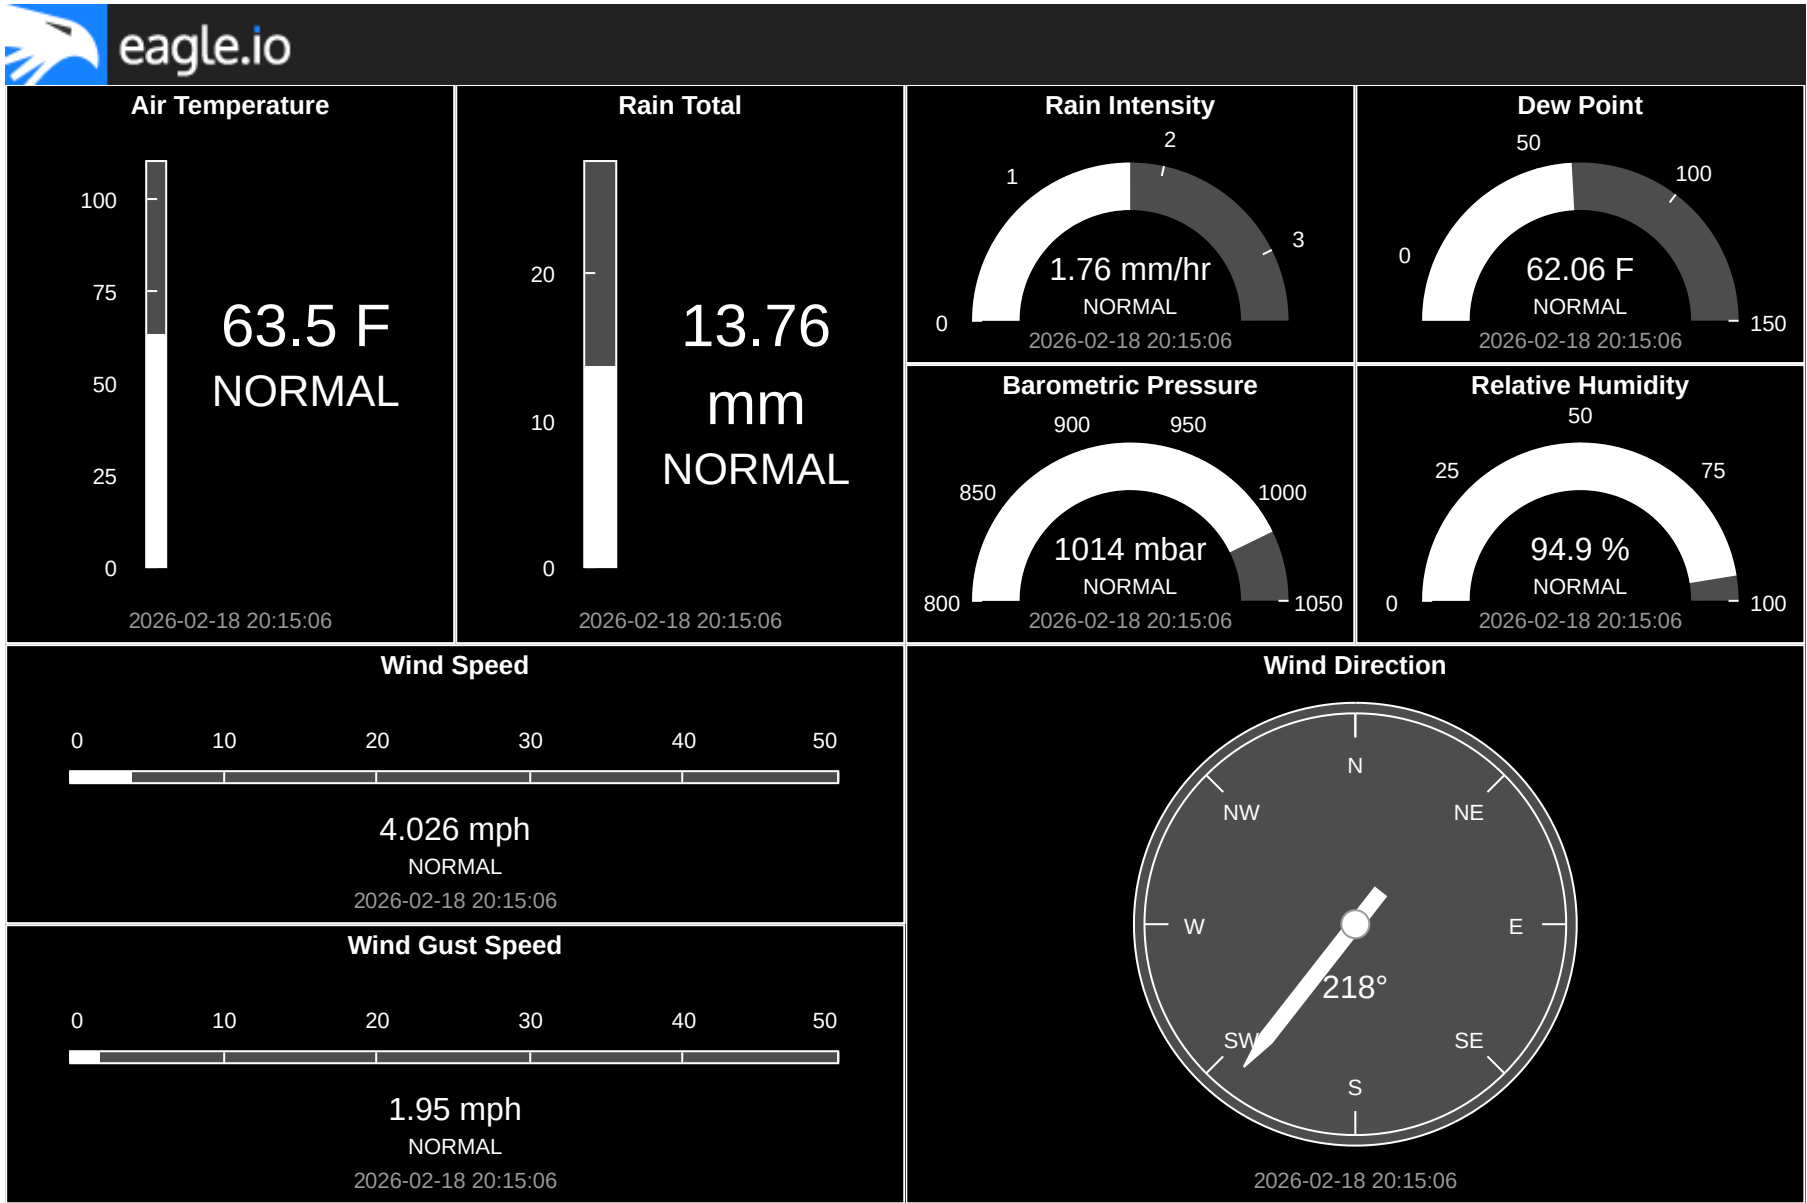 eagle.io
Air Temperature
100
75
50
25
0
63.5 F
NORMAL
2026-02-18 20:15:06
Rain Total
20
10
0
13.76
mm
NORMAL
2026-02-18 20:15:06
Rain Intensity
0
1
2
3
1.76 mm/hr
NORMAL
2026-02-18 20:15:06
Dew Point
0
50
100
150
62.06 F
NORMAL
2026-02-18 20:15:06
Barometric Pressure
800
850
900
950
1000
1050
1014 mbar
NORMAL
2026-02-18 20:15:06
Relative Humidity
0
25
50
75
100
94.9 %
NORMAL
2026-02-18 20:15:06
Wind Speed
0 10 20 30 40 50
4.026 mph
NORMAL
2026-02-18 20:15:06
Wind Gust Speed
0 10 20 30 40 50
1.95 mph
NORMAL
2026-02-18 20:15:06
Wind Direction
N
NW NE
W E
218°
SW SE
S
2026-02-18 20:15:06